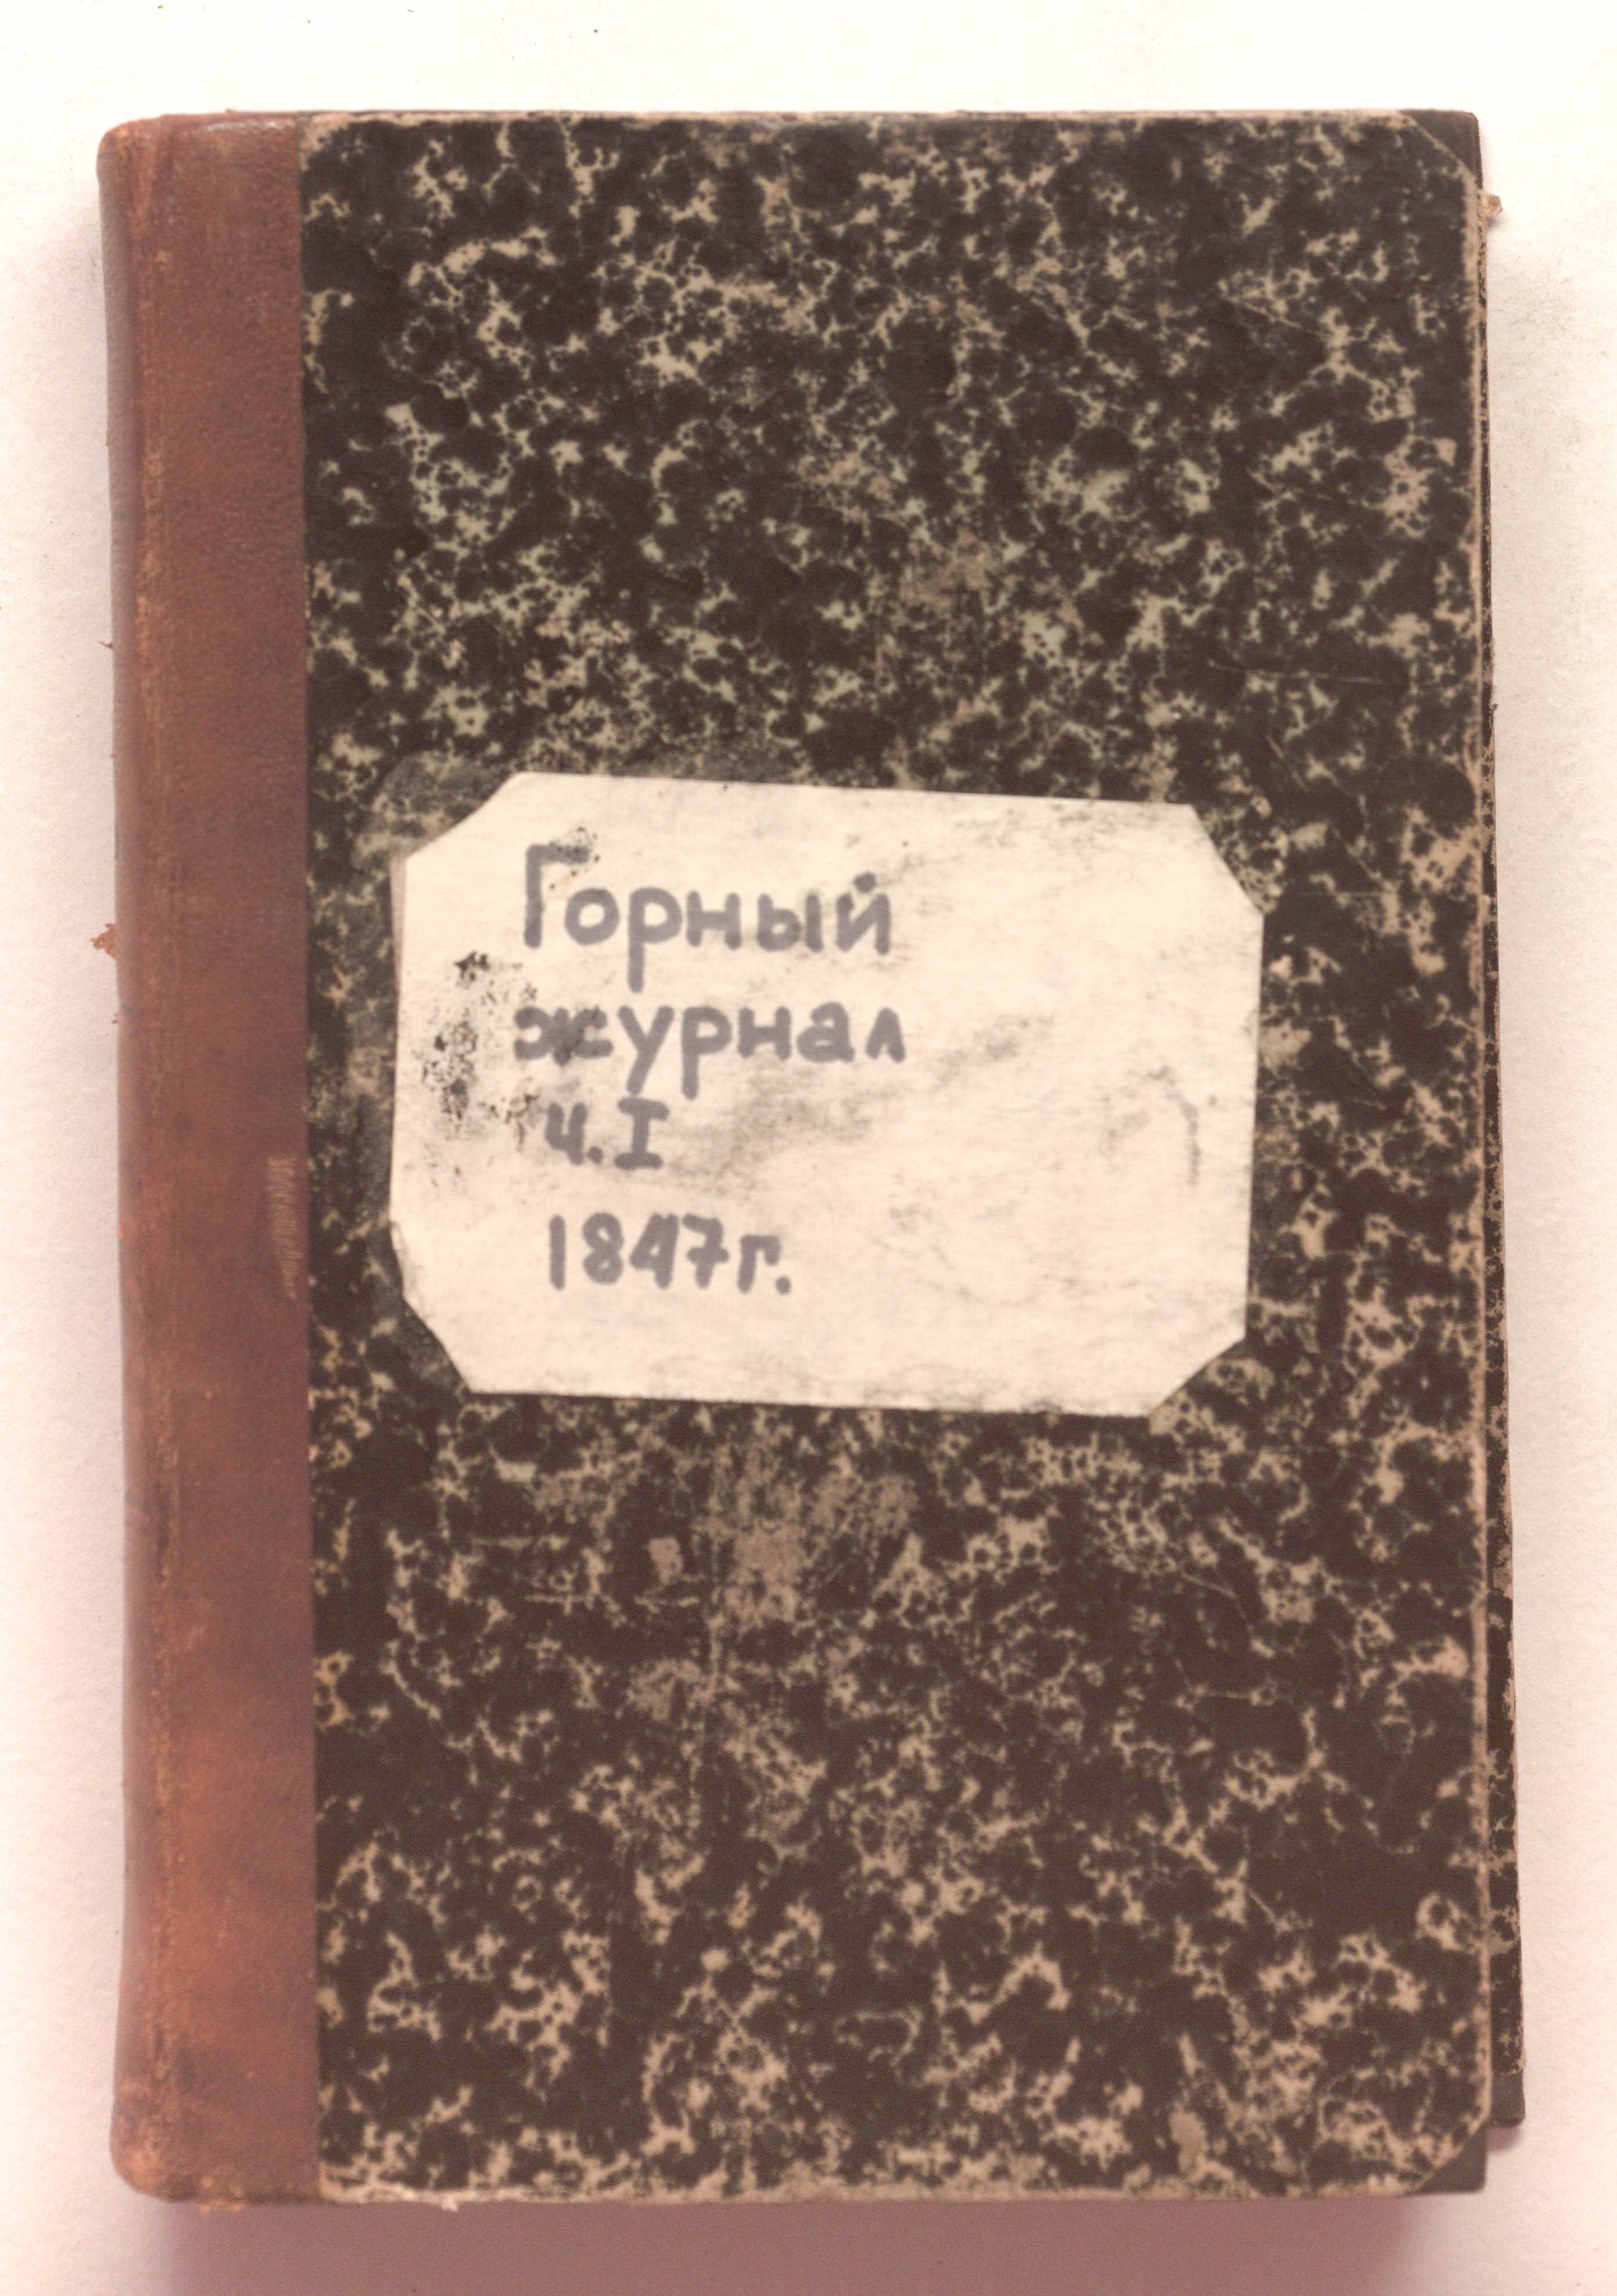 Горный
журнал
ч. I
1847г.